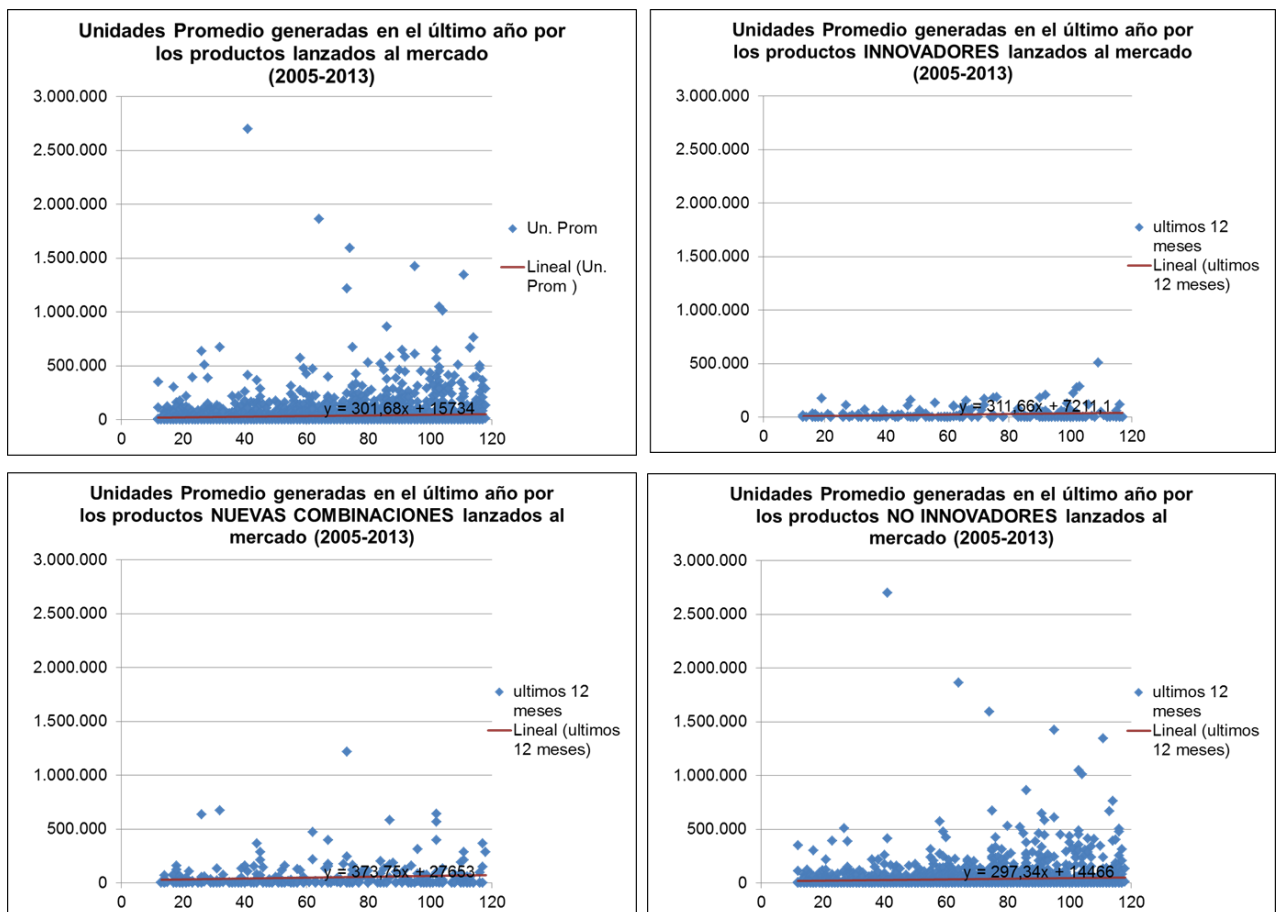 Unidades Promedio generadas en el último año por
los productos lanzados al mercado
(2005-2013)
3.000.000
2.500.000
2.000.000
1.500.000
1.000.000
500.000
0
0 20 40 60 80 100 120
y = 301,68x + 15734
Un. Prom
Lineal (Un.
Prom )
Unidades Promedio generadas en el último año por
los productos INNOVADORES lanzados al mercado
(2005-2013)
3.000.000
2.500.000
2.000.000
1.500.000
1.000.000
500.000
0
0 20 40 60 80 100 120
y = 311,66x + 7211,1
ultimos 12
meses
Lineal (ultimos
12 meses)
Unidades Promedio generadas en el último año por
los productos NUEVAS COMBINACIONES lanzados al
mercado (2005-2013)
3.000.000
2.500.000
2.000.000
1.500.000
1.000.000
500.000
0
0 20 40 60 80 100 120
y = 373,75x + 27653
ultimos 12
meses
Lineal (ultimos
12 meses)
Unidades Promedio generadas en el último año por
los productos NO INNOVADORES lanzados al
mercado (2005-2013)
3.000.000
2.500.000
2.000.000
1.500.000
1.000.000
500.000
0
0 20 40 60 80 100 120
y = 297,34x + 14466
ultimos 12
meses
Lineal (ultimos
12 meses)